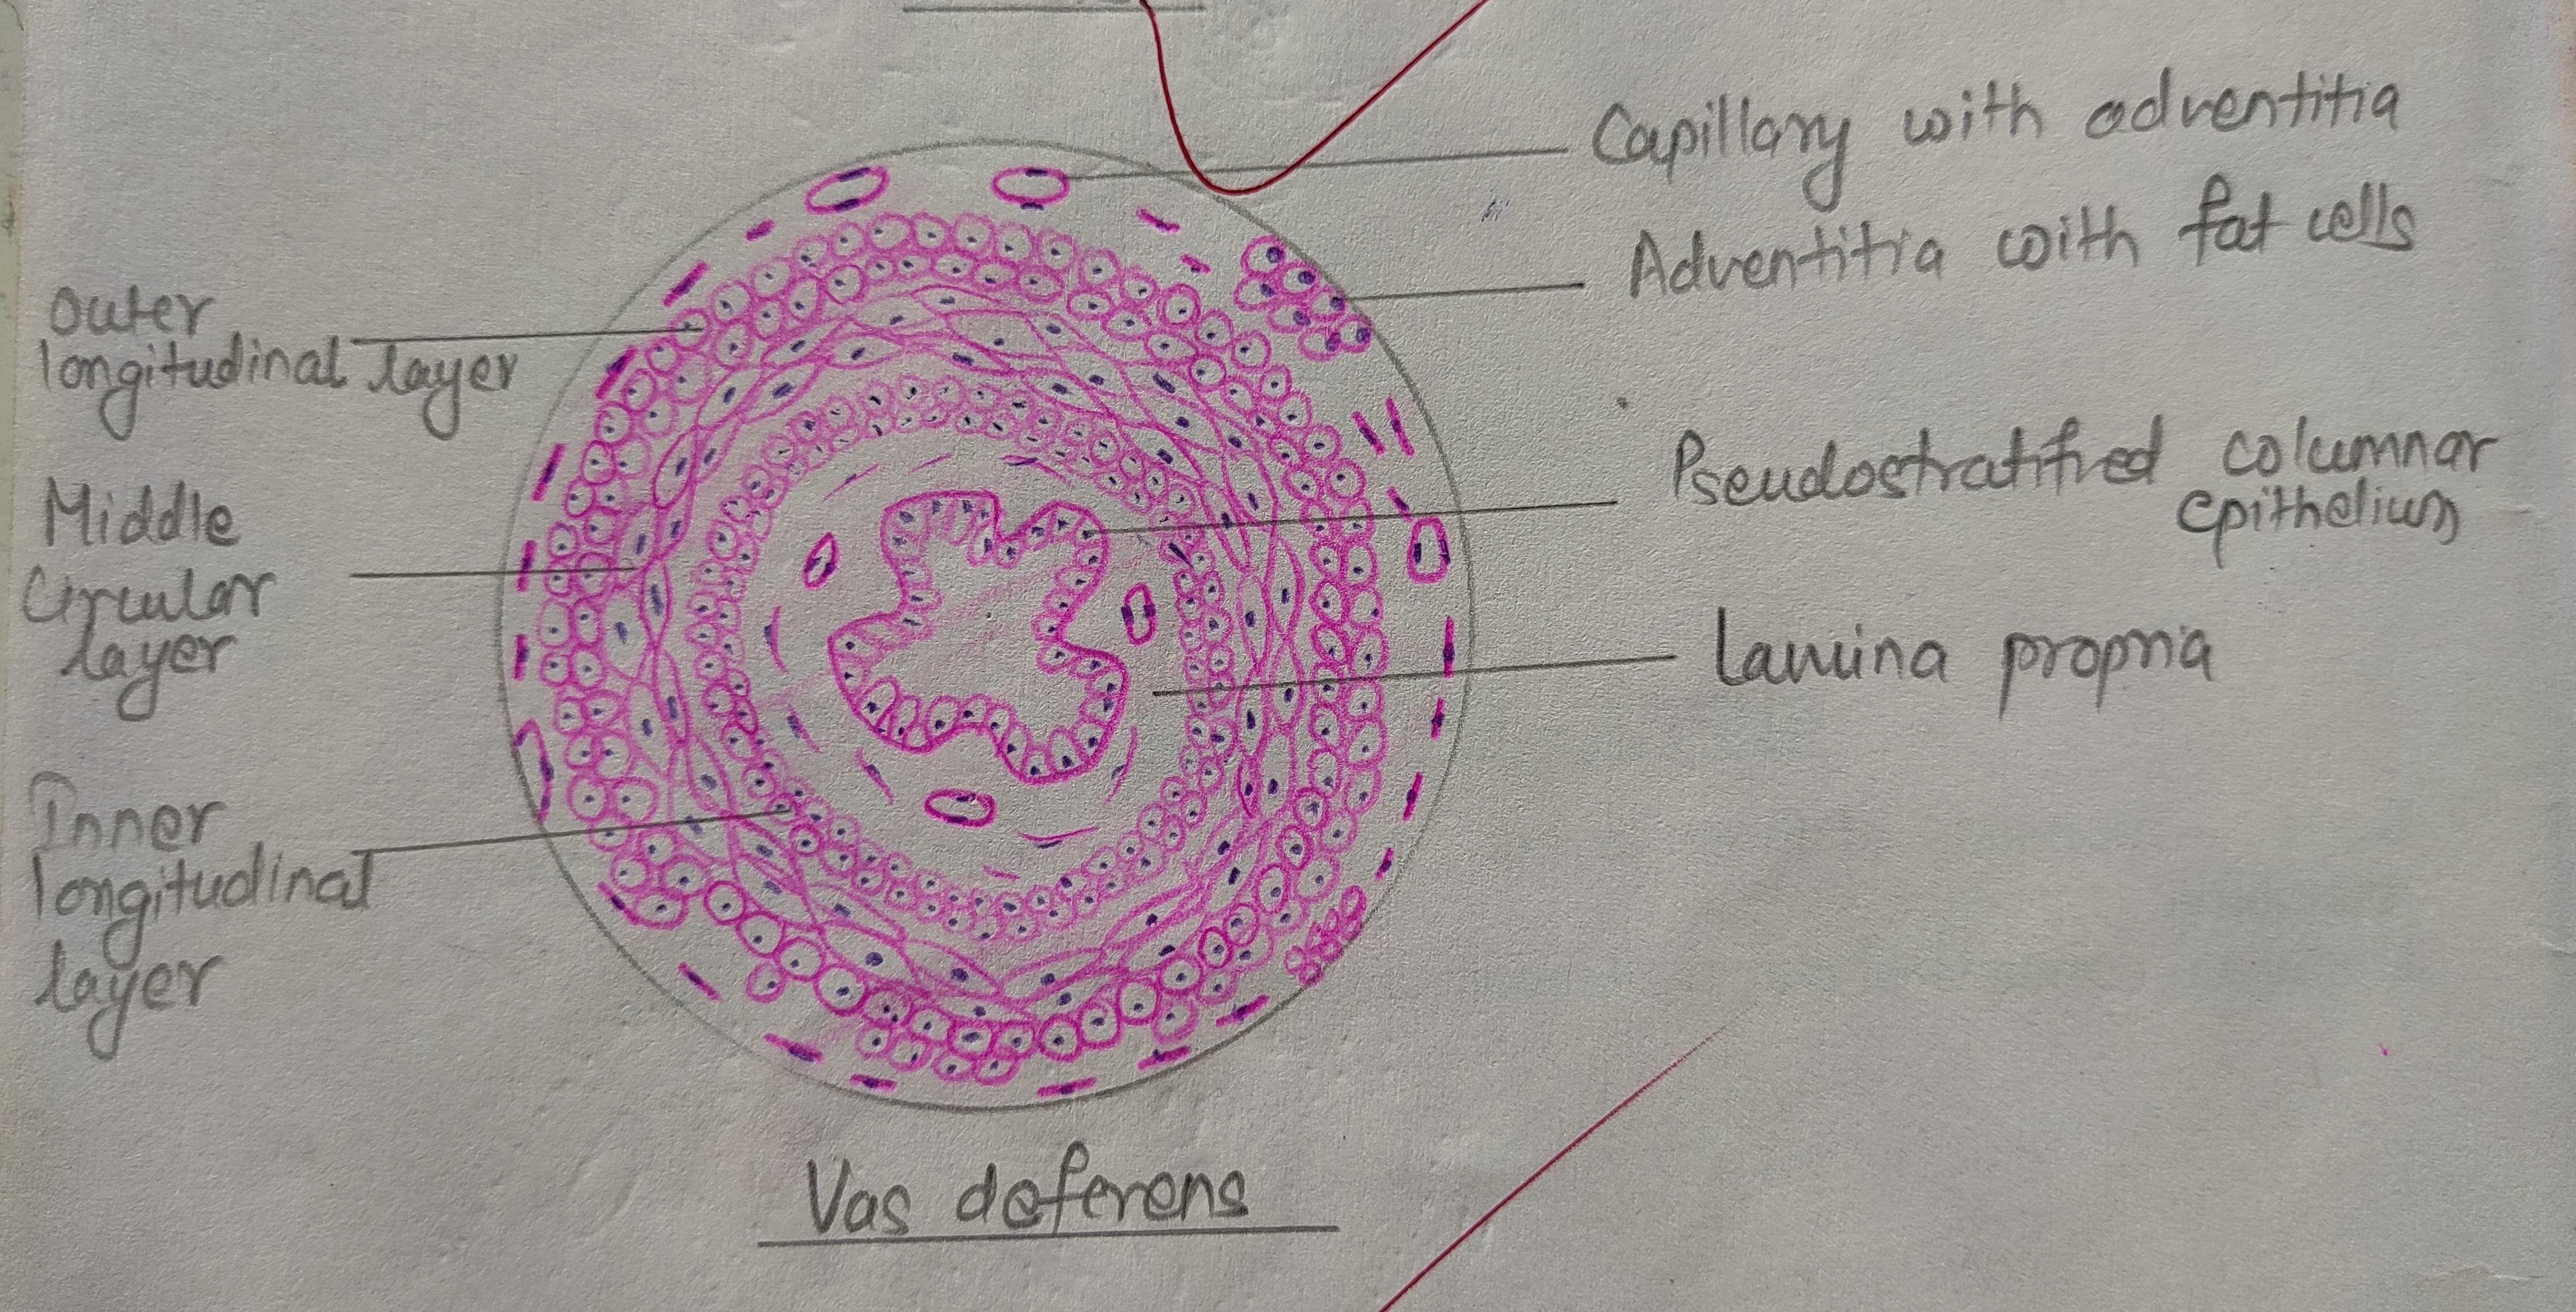 Capillary with adventitia
Adventitia with fat cells
Outer
longitudinal layer
Pseudostratified columnar
epithelium
Middle
Circular
layer
lamina propria
Inner
longitudinal
layer
Vas deferens